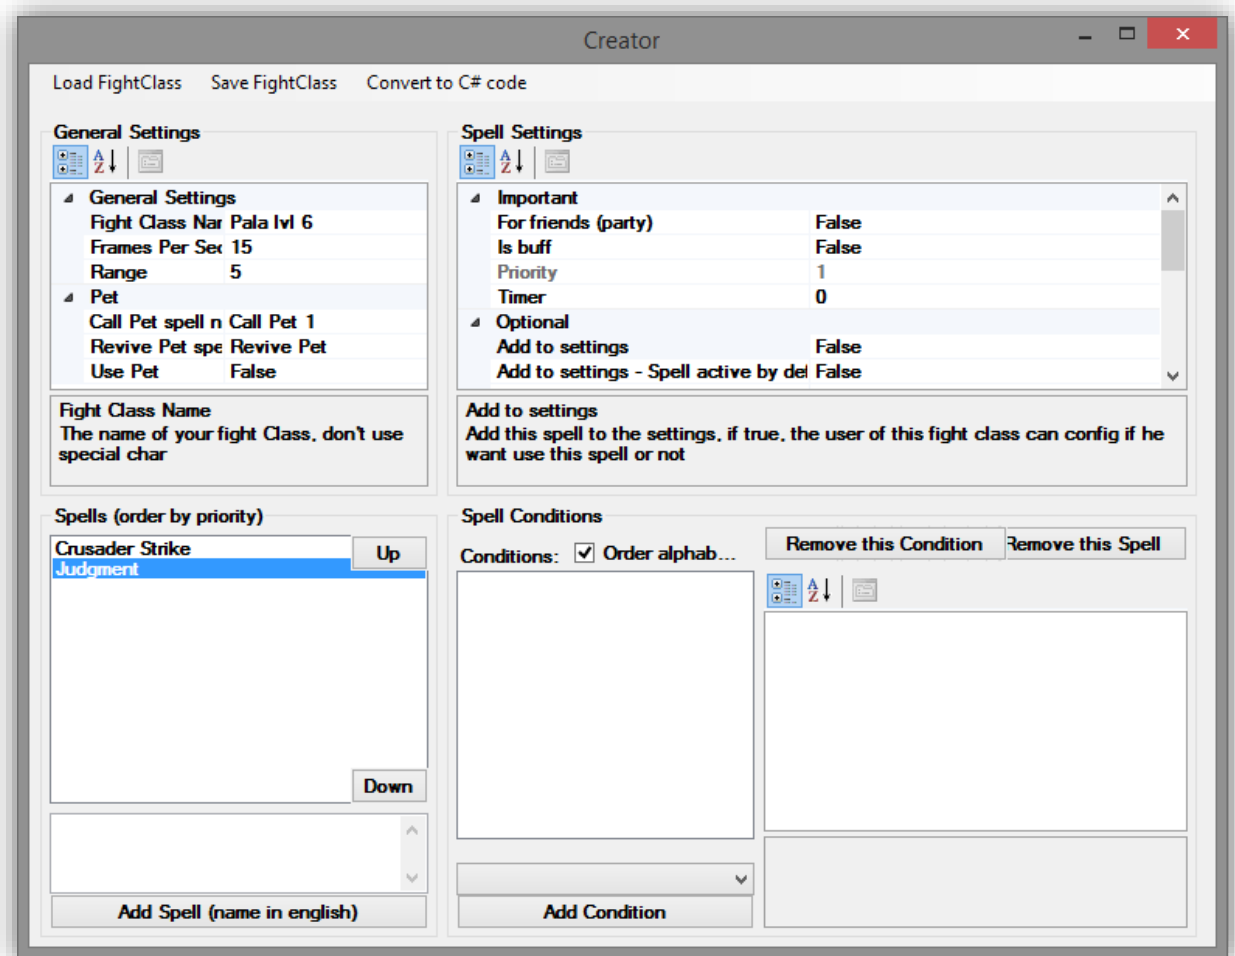 Creator
Load FightClass Save FightClass Convert to C# code
General Settings
General Settings
Fight Class Nar Pala lvl 6
Frames Per Sec 15
Range 5
Pet
Call Pet spell n Call Pet 1
Revive Pet spe Revive Pet
Use Pet False
Fight Class Name
The name of your fight Class, don't use
special char
Spell Settings
Important
For friends (party) False
Is buff False
Priority 1
Timer 0
Optional
Add to settings False
Add to settings - Spell active by def False
Add to settings
Add this spell to the settings, if true, the user of this fight class can config if he
want use this spell or not
Spells (order by priority)
Crusader Strike
Judgment
Up
Down
Add Spell (name in english)
Spell Conditions
Conditions: Order alphab...
Remove this Condition Remove this Spell
Add Condition